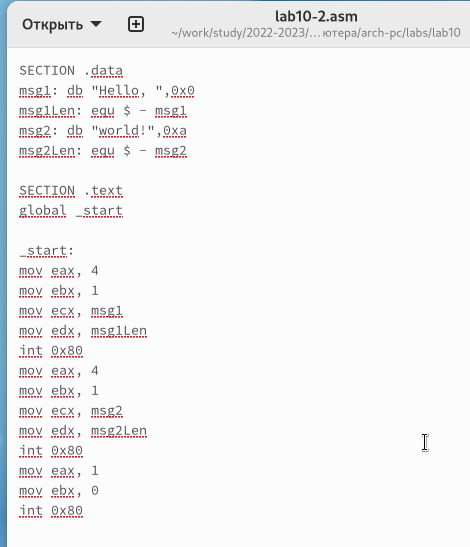 Открыть
lab10-2.asm
~/work/study/2022-2023/... ютера/arch-pc/labs/lab10
SECTION .data
msg1: db "Hello, ",0x0
msg1Len: equ $ - msg1
msg2: db "world!",0xa
msg2Len: equ $ - msg2
SECTION .text
global _start
_start:
mov eax, 4
mov ebx, 1
mov ecx, msg1
mov edx, msg1Len
int 0x80
mov eax, 4
mov ebx, 1
mov ecx, msg2
mov edx, msg2Len
int 0x80
mov eax, 1
mov ebx, 0
int 0x80